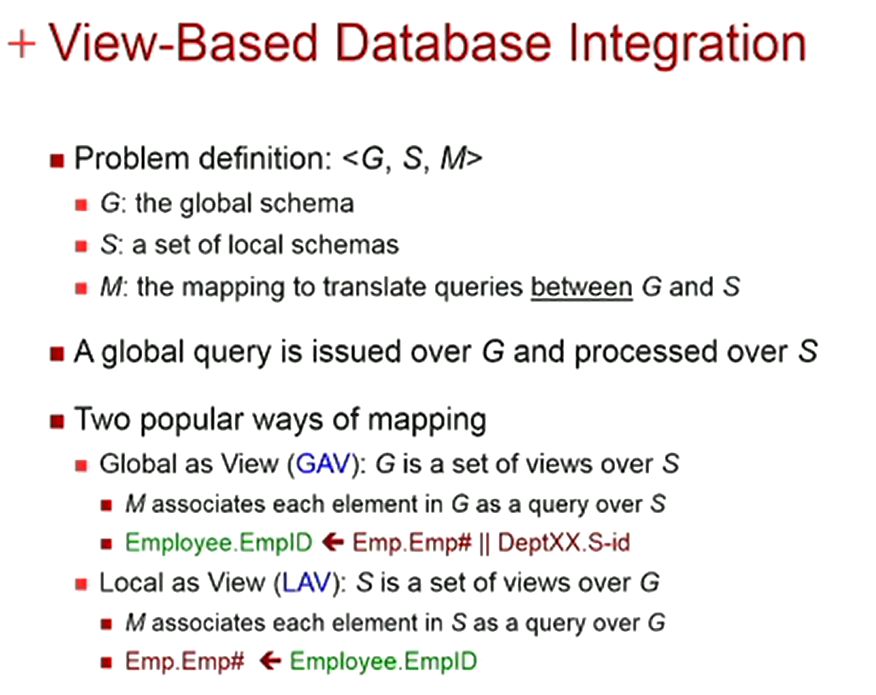 + View-Based Database Integration
■ Problem definition: <G, S, M>
■ G: the global schema
■ S: a set of local schemas
■ M: the mapping to translate queries between G and S
■ A global query is issued over G and processed over S
■ Two popular ways of mapping
■ Global as View (GAV): G is a set of views over S
■ M associates each element in G as a query over S
■ Employee.EmpID ← Emp.Emp# || DeptXX.S-id
■ Local as View (LAV): S is a set of views over G
■ M associates each element in S as a query over G
■ Emp.Emp# ← Employee.EmpID